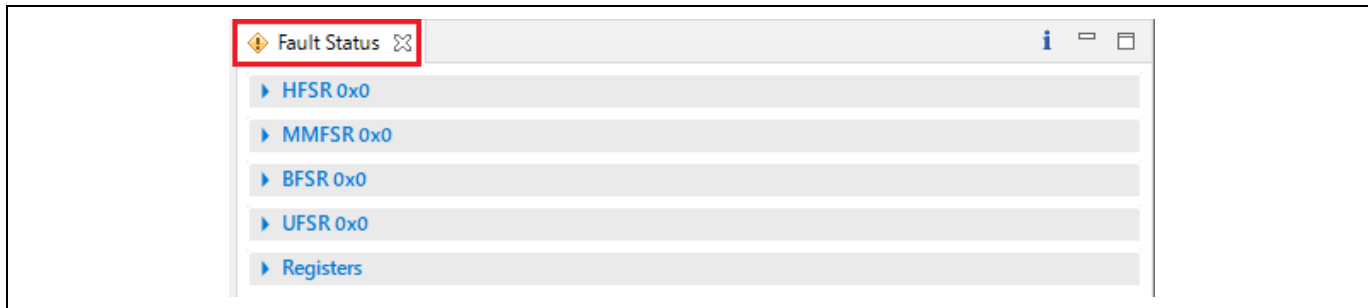 Fault Status
HFSR 0x0
MMFSR 0x0
BFSR 0x0
UFSR 0x0
Registers